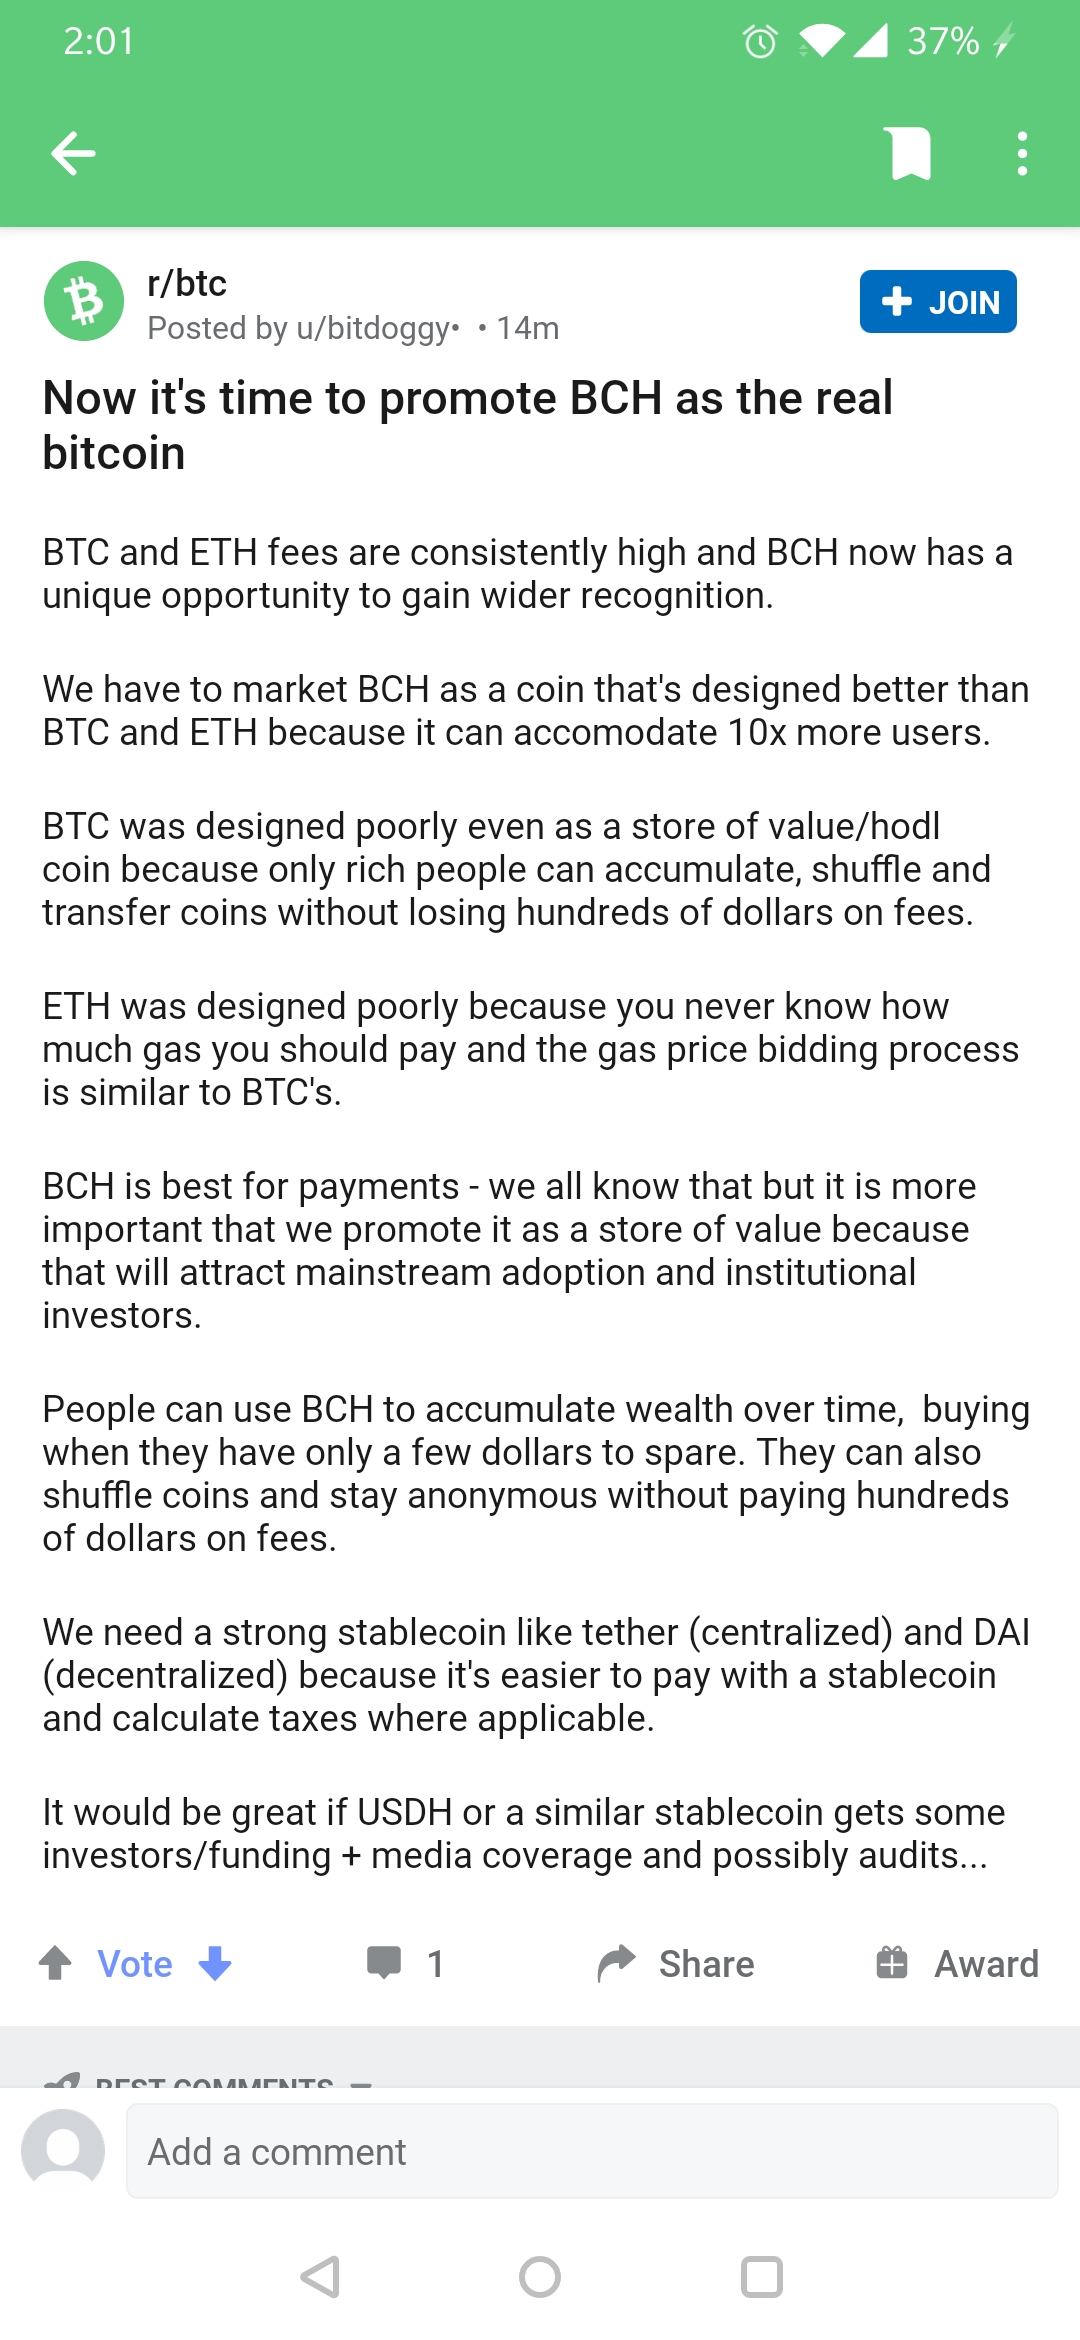 2:01
37%
r/btc
Posted by u/bitdoggy• • 14m
JOIN
Now it's time to promote BCH as the real
bitcoin
BTC and ETH fees are consistently high and BCH now has a
unique opportunity to gain wider recognition.
We have to market BCH as a coin that's designed better than
BTC and ETH because it can accomodate 10x more users.
BTC was designed poorly even as a store of value/hodl
coin because only rich people can accumulate, shuffle and
transfer coins without losing hundreds of dollars on fees.
ETH was designed poorly because you never know how
much gas you should pay and the gas price bidding process
is similar to BTC's.
BCH is best for payments - we all know that but it is more
important that we promote it as a store of value because
that will attract mainstream adoption and institutional
investors.
People can use BCH to accumulate wealth over time,  buying
when they have only a few dollars to spare. They can also
shuffle coins and stay anonymous without paying hundreds
of dollars on fees.
We need a strong stablecoin like tether (centralized) and DAI
(decentralized) because it's easier to pay with a stablecoin
and calculate taxes where applicable.
It would be great if USDH or a similar stablecoin gets some
investors/funding + media coverage and possibly audits...
Vote
1
Share
Award
BEST COMMENTS
Add a comment